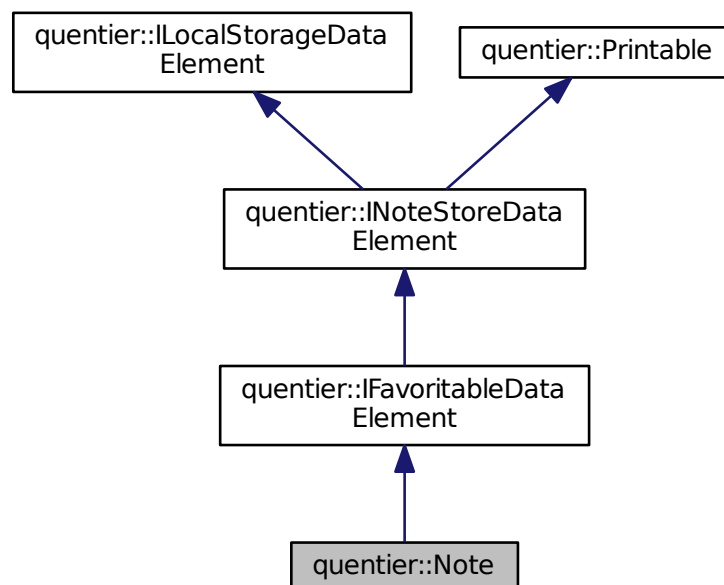 quentier::ILocalStorageData
Element
quentier::Printable
quentier::INoteStoreData
Element
quentier::IFavoritableData
Element
quentier::Note